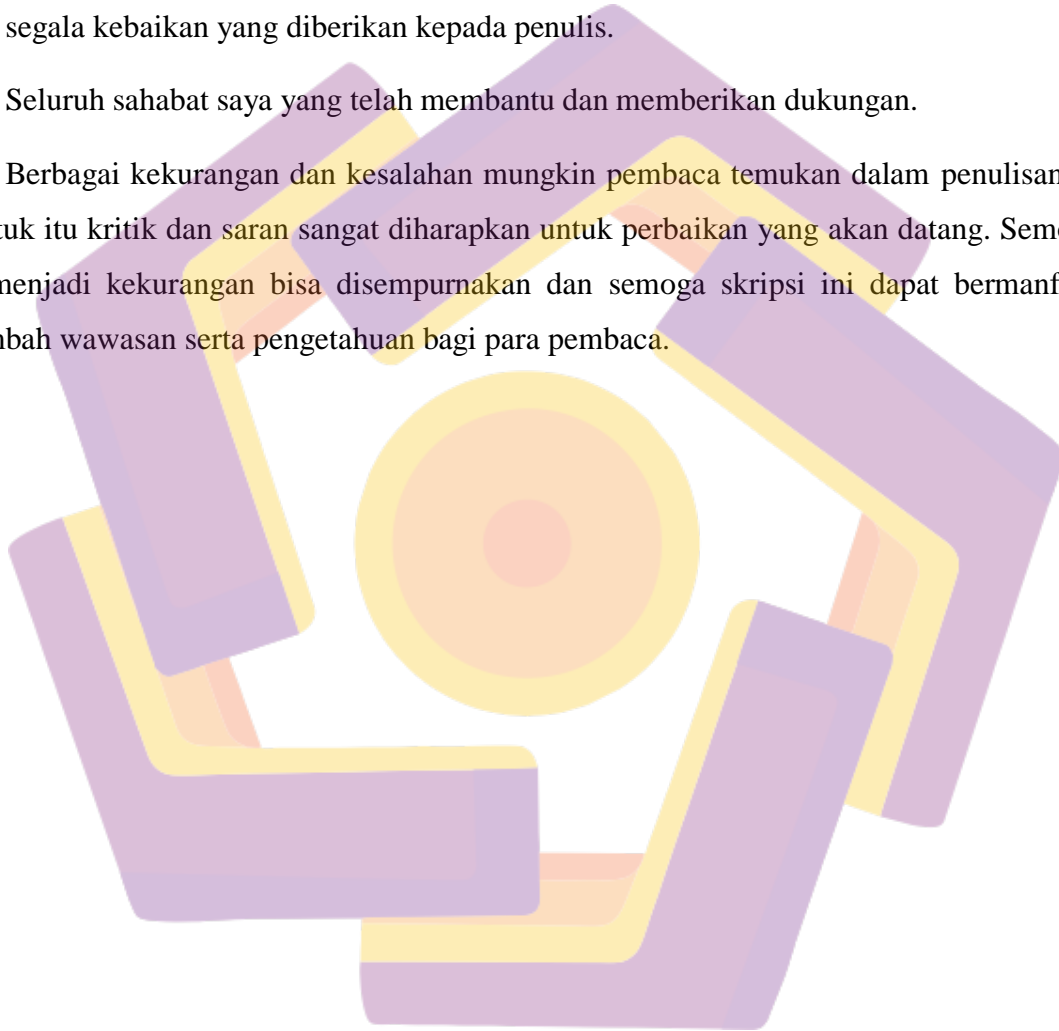 segala kebaikan yang diberikan kepada penulis.
Seluruh sahabat saya yang telah membantu dan memberikan dukungan.
Berbagai kekurangan dan kesalahan mungkin pembaca temukan dalam penulisan
tuk itu kritik dan saran sangat diharapkan untuk perbaikan yang akan datang. Semo
menjadi kekurangan bisa disempurnakan dan semoga skripsi ini dapat bermanf
mbah wawasan serta pengetahuan bagi para pembaca.